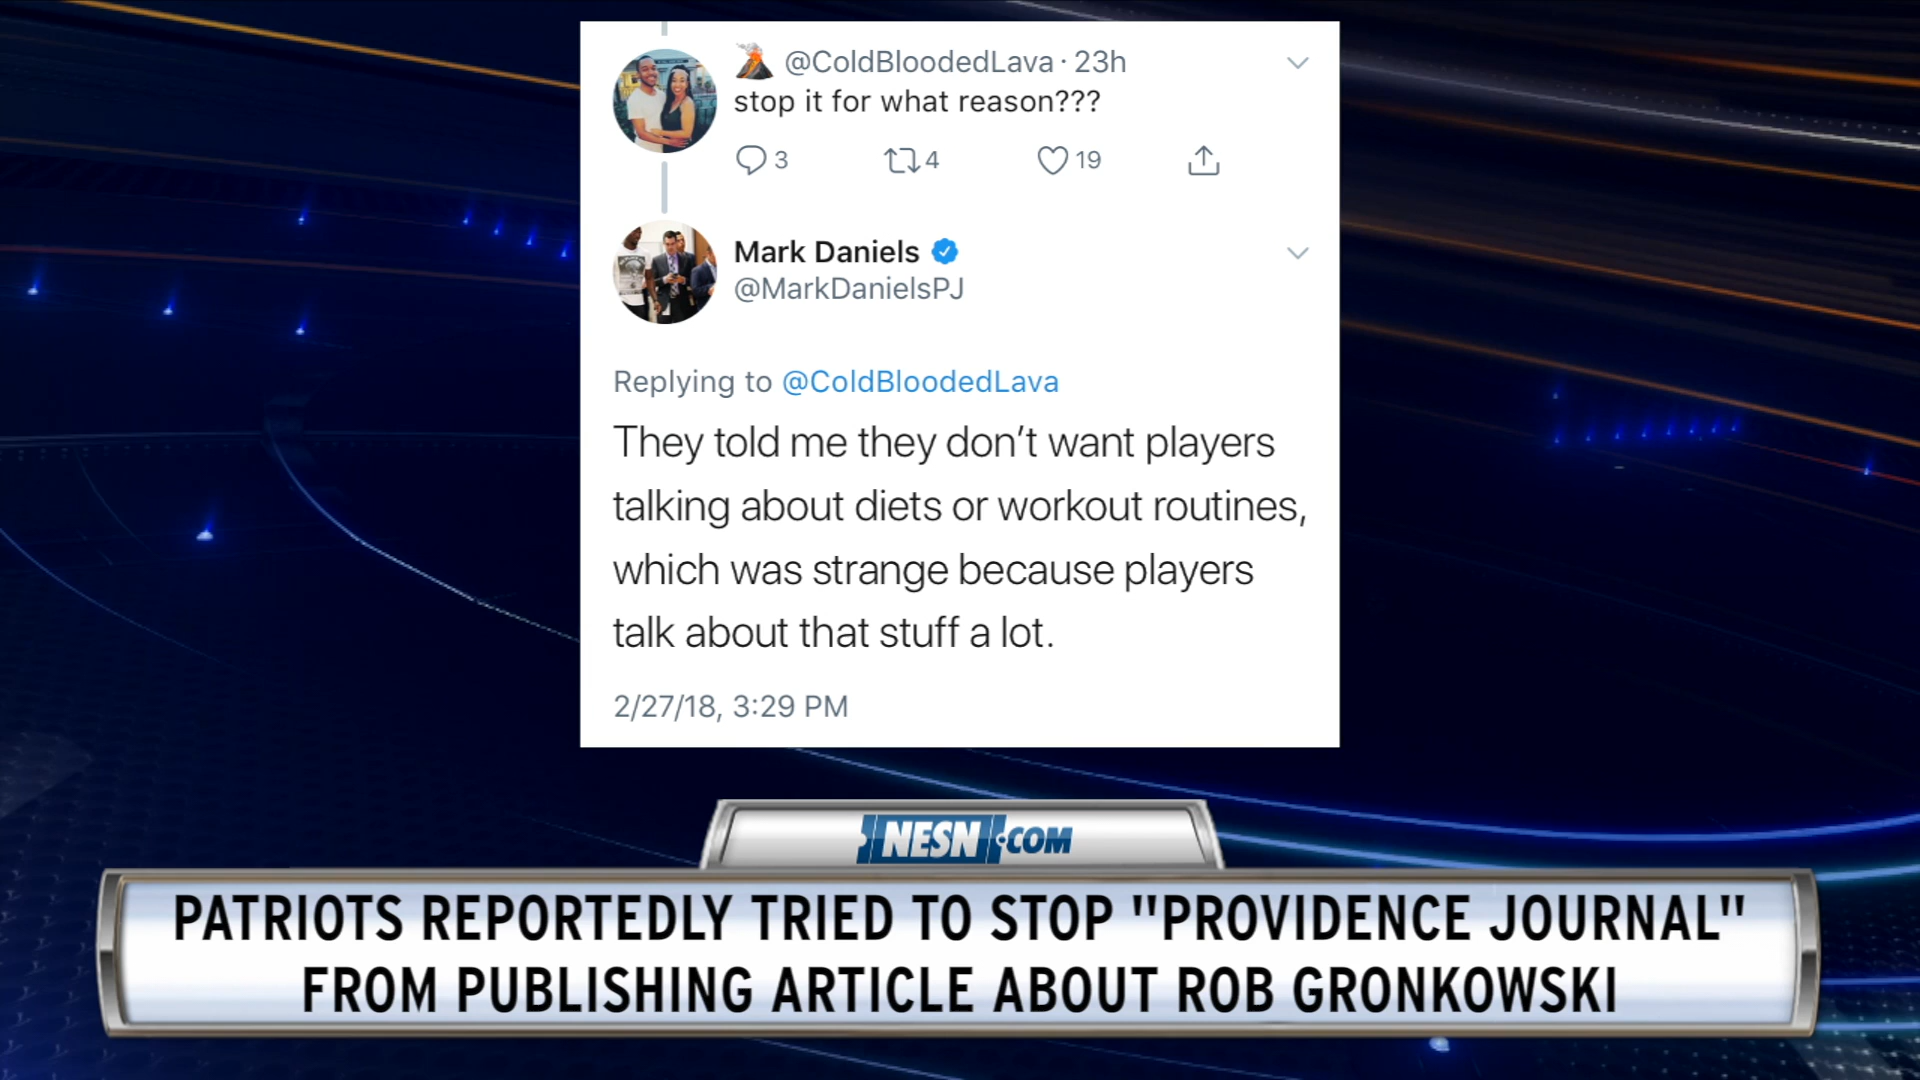 @ColdBloodedLava · 23h
stop it for what reason???
3 4 19
Mark Daniels
@MarkDanielsPJ
Replying to @ColdBloodedLava
They told me they don't want players
talking about diets or workout routines,
which was strange because players
talk about that stuff a lot.
2/27/18, 3:29 PM
NESN.COM
PATRIOTS REPORTEDLY TRIED TO STOP "PROVIDENCE JOURNAL"
FROM PUBLISHING ARTICLE ABOUT ROB GRONKOWSKI